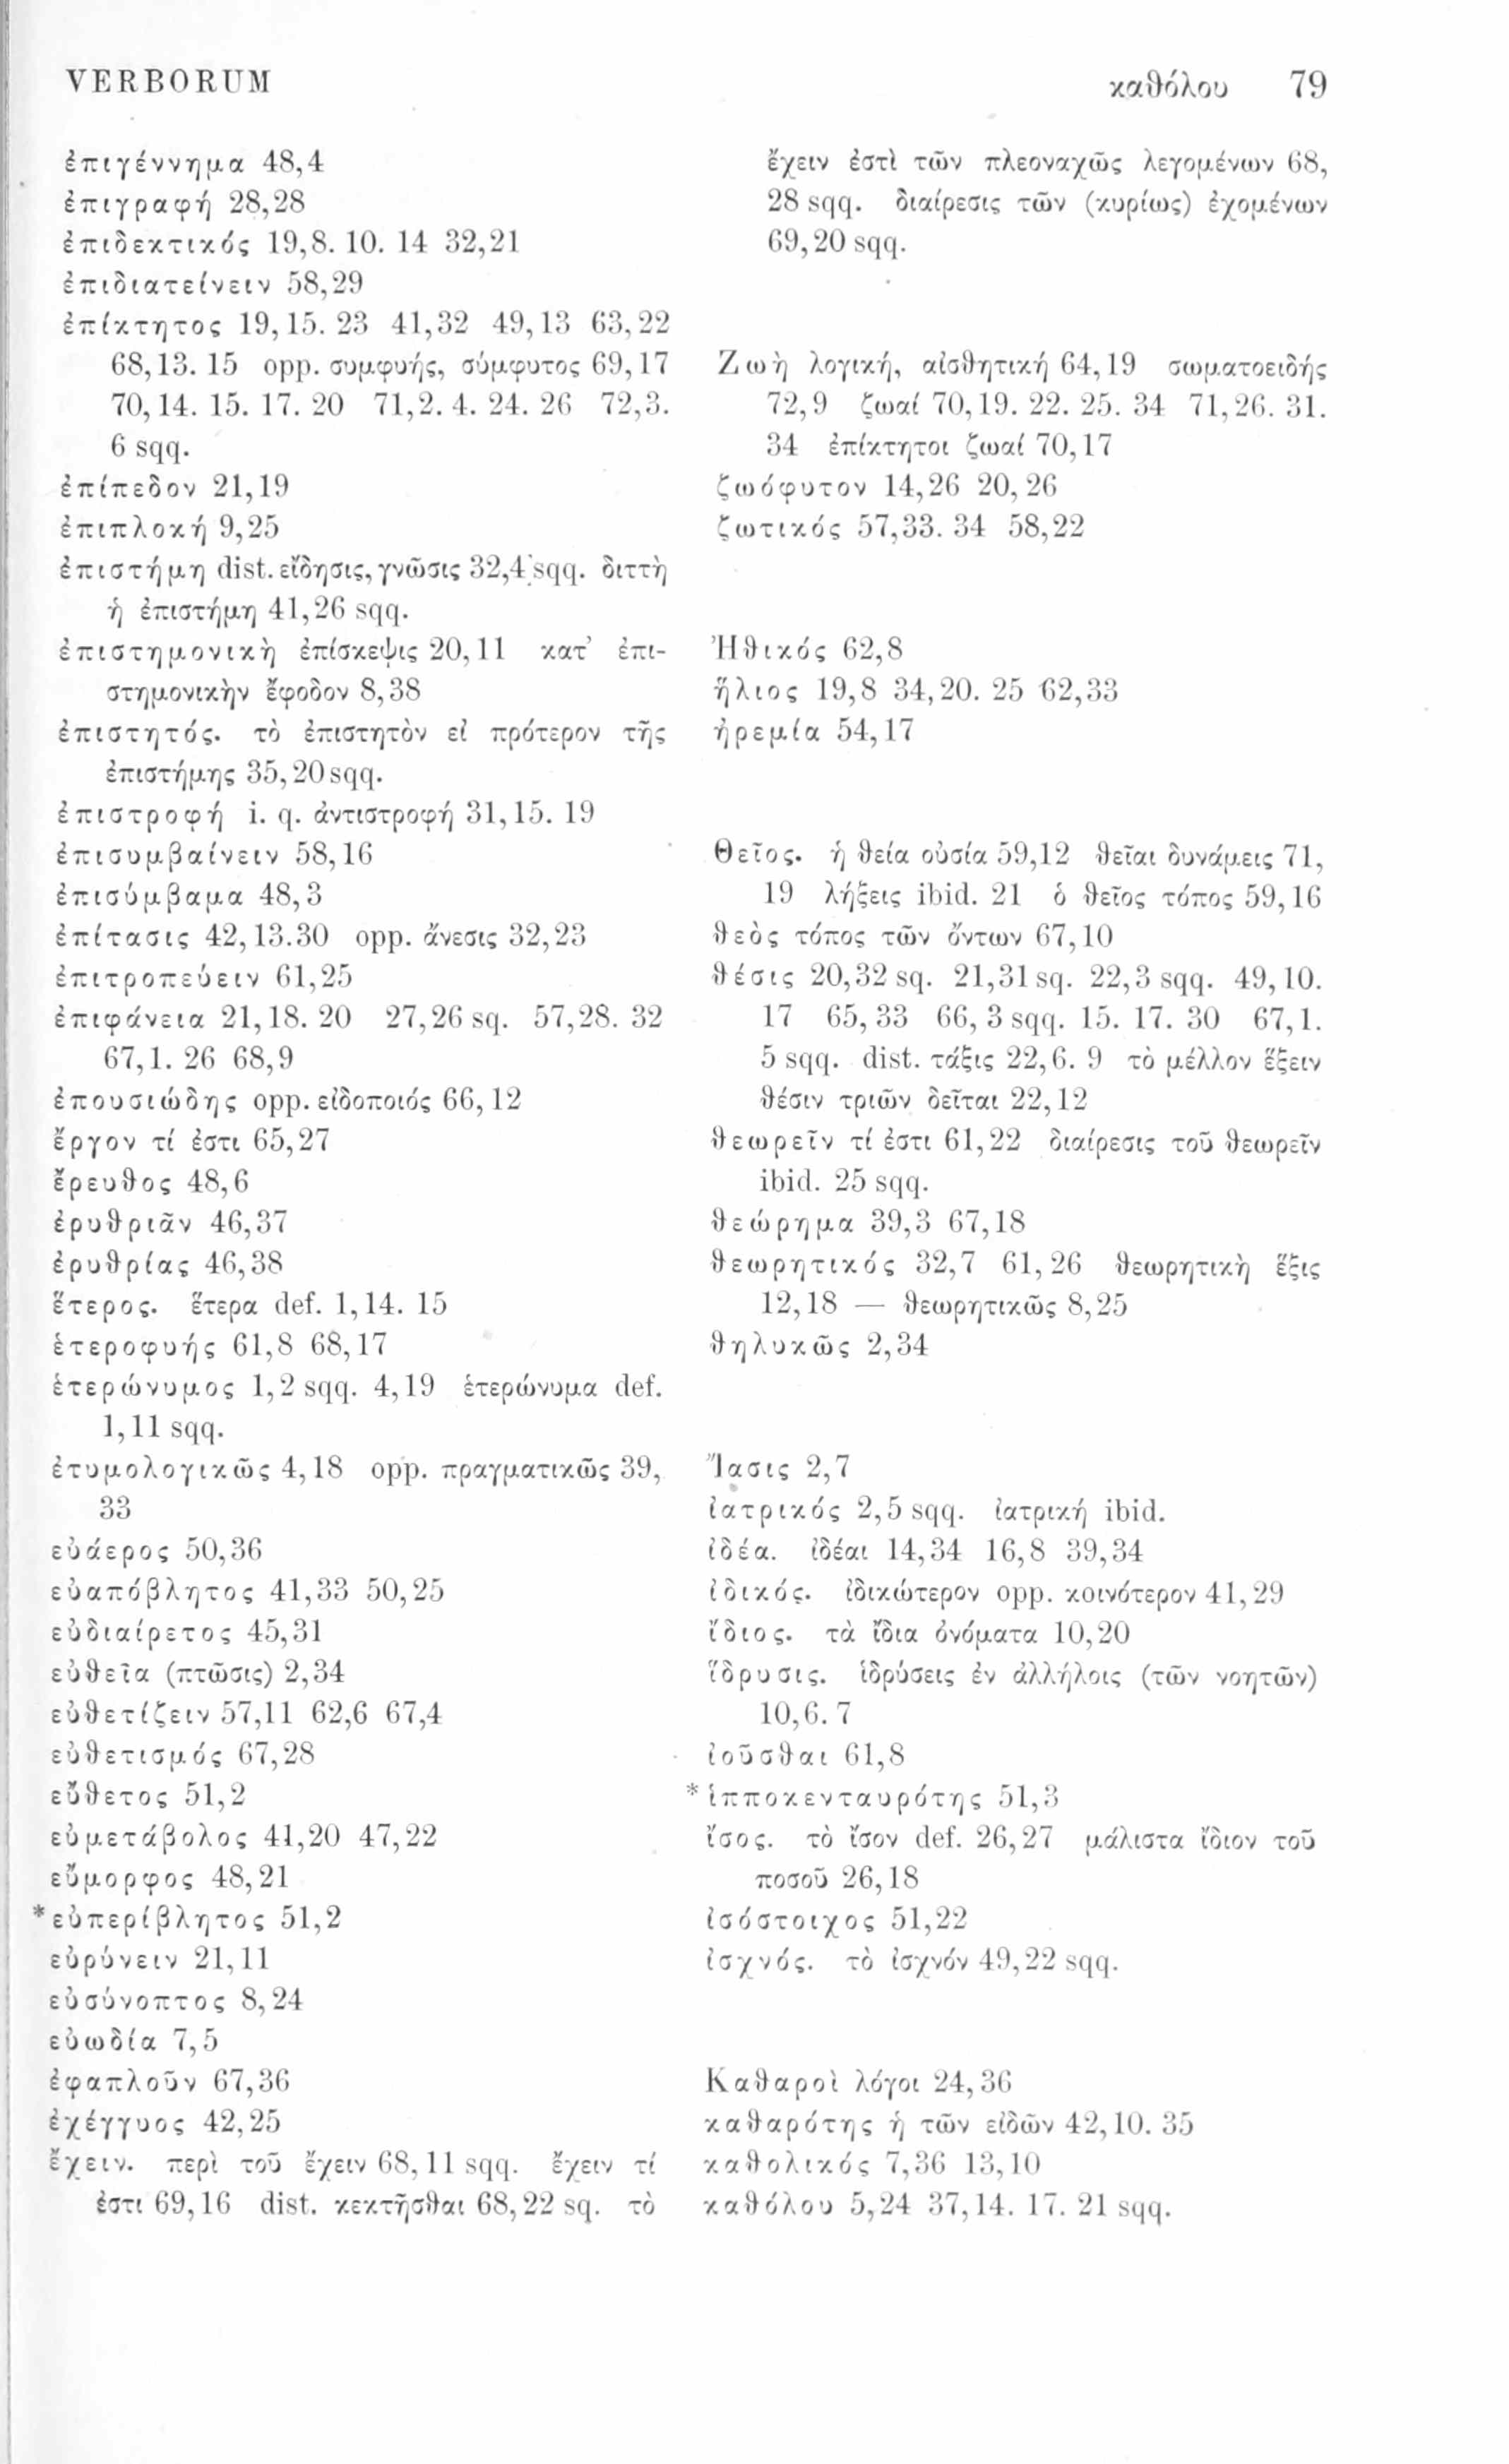 VERBORUM καθόλου 79
ἐπιγέννημα 48,4
ἐπιγραφή 28,28
ἐπιδεκτικός 19,8. 10. 14 32,21
ἐπιδιατείνειν 58,29
ἐπίκτητος 19,15. 23 41,32 49,13 63,22
68,13. 15 opp. συμφυής, σύμφυτος 69,17
70,14. 15. 17. 20 71,2. 4. 24. 26 72,3.
6 sqq.
ἐπίπεδον 21,19
ἐπιπλοκή 9,25
ἐπιστήμη dist. εἴδησις, γνῶσις 32,4 sqq. διττὴ
ἡ ἐπιστήμη 41,26 sqq.
ἐπιστημονικὴ ἐπίσκεψις 20,11 κατ’ ἐπι-
στημονικὴν ἔφοδον 8,38
ἐπιστητός. τὸ ἐπιστητὸν εἰ πρότερον τῆς
ἐπιστήμης 35,20 sqq.
ἐπιστροφή i. q. ἀντιστροφή 31,15. 19
ἐπισυμβαίνειν 58,16
ἐπισύμβαμα 48,3
ἐπίτασις 42,13.30 opp. ἄνεσις 32,23
ἐπιτροπεύειν 61,25
ἐπιφάνεια 21,18. 20 27,26 sq. 57,28. 32
67,1. 26 68,9
ἐπουσιώδης opp. εἰδοποιός 66,12
ἔργον τί ἐστι 65,27
ἔρευθος 48,6
ἐρυθριᾶν 46,37
ἐρυθρίας 46,38
ἕτερος. ἕτερα def. 1,14. 15
ἑτεροφυής 61,8 68,17
ἑτερώνυμος 1,2 sqq. 4,19 ἑτερώνυμα def.
1,11 sqq.
ἐτυμολογικῶς 4,18 opp. πραγματικῶς 39,
33
εὐάερος 50,36
εὐαπόβλητος 41,33 50,25
εὐδιαίρετος 45,31
εὐθεῖα (πτῶσις) 2,34
εὐθετίζειν 57,11 62,6 67,4
εὐθετισμός 67,28
εὔθετος 51,2
εὐμετάβολος 41,20 47,22
εὔμορφος 48,21
*εὐπερίβλητος 51,2
εὐρύνειν 21,11
εὐσύνοπτος 8,24
εὐωδία 7,5
ἐφαπλοῦν 67,36
ἐχέγγυος 42,25
ἔχειν. περὶ τοῦ ἔχειν 68,11 sqq. ἔχειν τί
ἐστι 69,16 dist. κεκτῆσθαι 68,22 sq. τὸ
ἔχειν ἐστὶ τῶν πλεοναχῶς λεγομένων 68,
28 sqq. διαίρεσις τῶν (κυρίως) ἐχομένων
69,20 sqq.
Ζωὴ λογική, αἰσθητική 64,19 σωματοειδής
72,9 ζωαί 70,19. 22. 25. 34 71,26. 31.
34 ἐπίκτητοι ζωαί 70,17
ζωόφυτον 14,26 20,26
ζωτικός 57,33. 34 58,22
Ἠθικός 62,8
ἥλιος 19,8 34,20. 25 62,33
ἠρεμία 54,17
Θεῖος. ἡ θεία οὐσία 59,12 θεῖαι δυνάμεις 71,
19 λήξεις ibid. 21 ὁ θεῖος τόπος 59,16
θεὸς τόπος τῶν ὄντων 67,10
θέσις 20,32 sq. 21,31 sq. 22,3 sqq. 49,10.
17 65,33 66,3 sqq. 15. 17. 30 67,1.
5 sqq. dist. τάξις 22,6. 9 τὸ μέλλον ἕξειν
θέσιν τριῶν δεῖται 22,12
θεωρεῖν τί ἐστι 61,22 διαίρεσις τοῦ θεωρεῖν
ibid. 25 sqq.
θεώρημα 39,3 67,18
θεωρητικός 32,7 61,26 θεωρητικὴ ἕξις
12,18 — θεωρητικῶς 8,25
θηλυκῶς 2,34
Ἴασις 2,7
ἰατρικός 2,5 sqq. ἰατρική ibid.
ἰδέα. ἰδέαι 14,34 16,8 39,34
ἰδικός. ἰδικώτερον opp. κοινότερον 41,29
ἴδιος. τὰ ἴδια ὀνόματα 10,20
ἵδρυσις. ἱδρύσεις ἐν ἀλλήλοις (τῶν νοητῶν)
10,6. 7
ἰοῦσθαι 61,8
*ἱπποκενταυρότης 51,3
ἴσος. τὸ ἴσον def. 26,27 μάλιστα ἴδιον τοῦ
ποσοῦ 26,18
ἰσόστοιχος 51,22
ἰσχνός. τὸ ἰσχνόν 49,22 sqq.
Καθαροὶ λόγοι 24,36
καθαρότης ἡ τῶν εἰδῶν 42,10. 35
καθολικός 7,36 13,10
καθόλου 5,24 37,14. 17. 21 sqq.